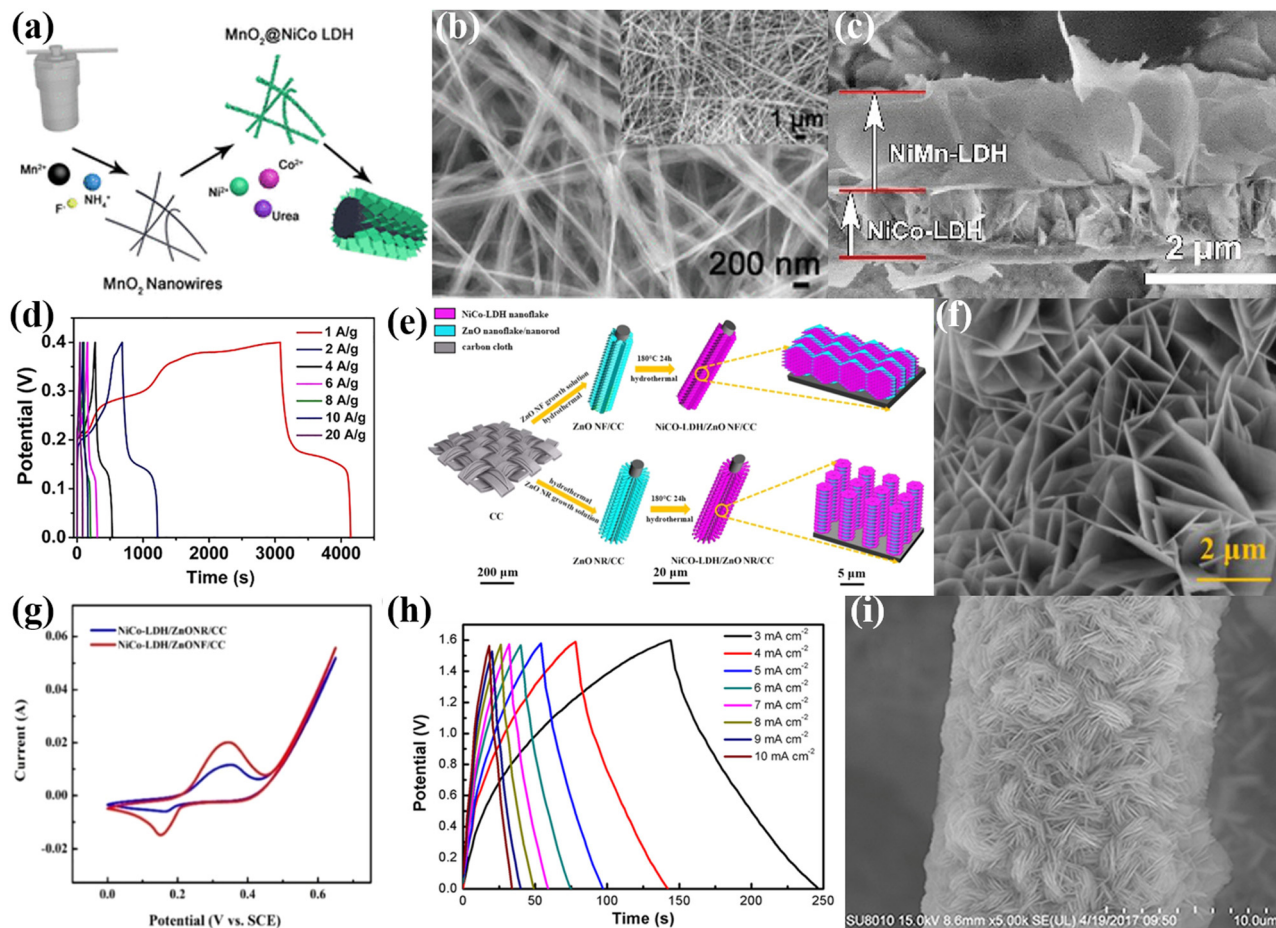 (a)
MnO₂@NiCo LDH
Mn²⁺
NH₄⁺
F⁻
Co²⁺
Ni²⁺
Urea
MnO₂ Nanowires
(b)
1 μm
200 nm
(c)
NiMn-LDH
NiCo-LDH
2 μm
(d)
1 A/g
2 A/g
4 A/g
6 A/g
8 A/g
10 A/g
20 A/g
Potential (V)
0.4
0.3
0.2
0.1
0.0
0 1000 2000 3000 4000
Time (s)
(e)
NiCo-LDH nanoflake
ZnO nanoflake/nanorod
carbon cloth
ZnO NF growth solution
hydrothermal
180°C 24h
hydrothermal
ZnO NF/CC
NiCO-LDH/ZnO NF/CC
CC
hydrothermal
ZnO NR growth solution
180°C 24h
hydrothermal
ZnO NR/CC
NiCO-LDH/ZnO NR/CC
200 μm
20 μm
5 μm
(f)
2 μm
(g)
NiCo-LDH/ZnONR/CC
NiCo-LDH/ZnONF/CC
Current (A)
0.06
0.04
0.02
0.00
-0.02
0.0 0.2 0.4 0.6
Potential (V vs. SCE)
(h)
3 mA cm⁻²
4 mA cm⁻²
5 mA cm⁻²
6 mA cm⁻²
7 mA cm⁻²
8 mA cm⁻²
9 mA cm⁻²
10 mA cm⁻²
Potential (V)
1.8
1.6
1.4
1.2
1.0
0.8
0.6
0.4
0.2
0.0
0 50 100 150 200 250
Time (s)
(i)
SU8010 15.0kV 8.6mm x5.00k SE(UL) 4/19/2017 09:50
10.0um